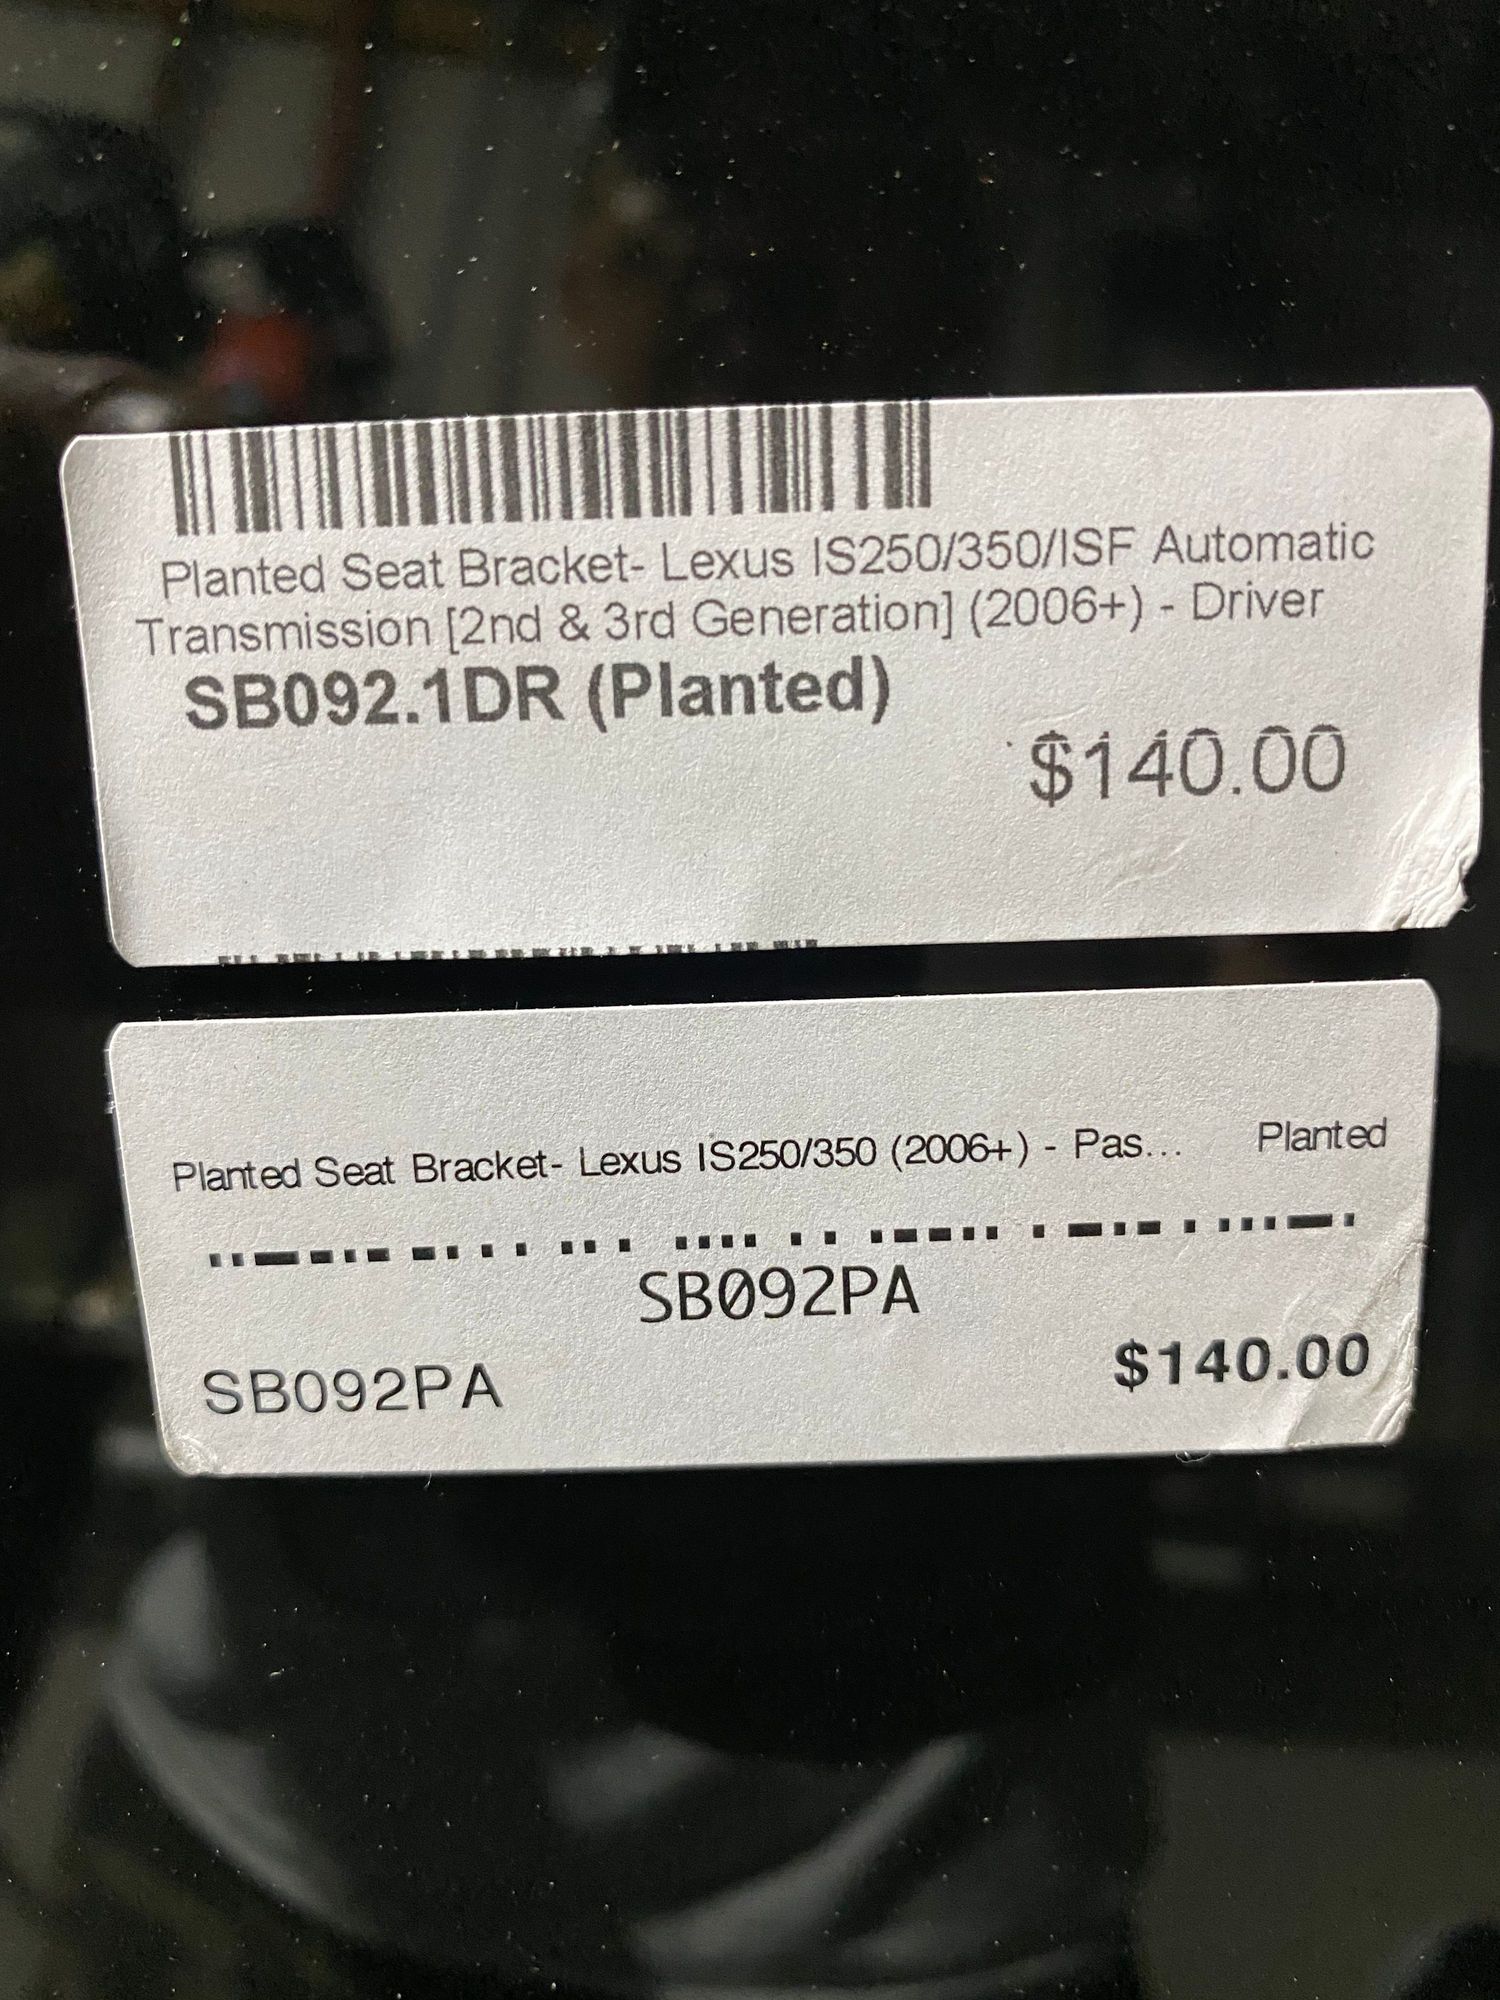 Planted Seat Bracket- Lexus IS250/350/ISF Automatic
Transmission [2nd & 3rd Generation] (2006+) - Driver
SB092.1DR (Planted)
$140.00
Planted Seat Bracket- Lexus IS250/350 (2006+) - Pas... Planted
SB092PA
SB092PA $140.00